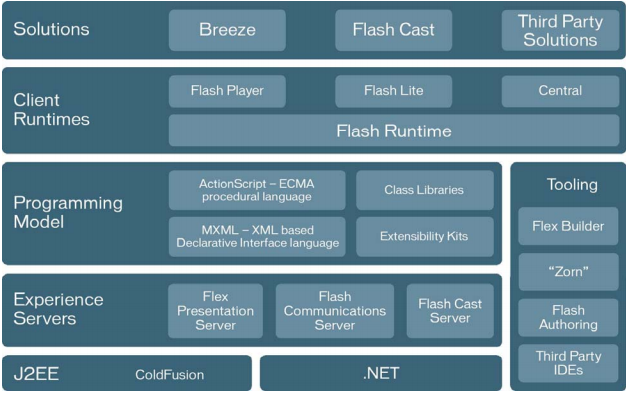 Solutions
Breeze
Flash Cast
Third Party
Solutions
Client
Runtimes
Flash Player
Flash Lite
Central
Flash Runtime
Programming
Model
ActionScript – ECMA
procedural language
Class Libraries
MXML – XML based
Declarative Interface language
Extensibility Kits
Experience
Servers
Flex
Presentation
Server
Flash
Communications
Server
Flash Cast
Server
J2EE
ColdFusion
.NET
Tooling
Flex Builder
“Zorn”
Flash
Authoring
Third Party
IDEs